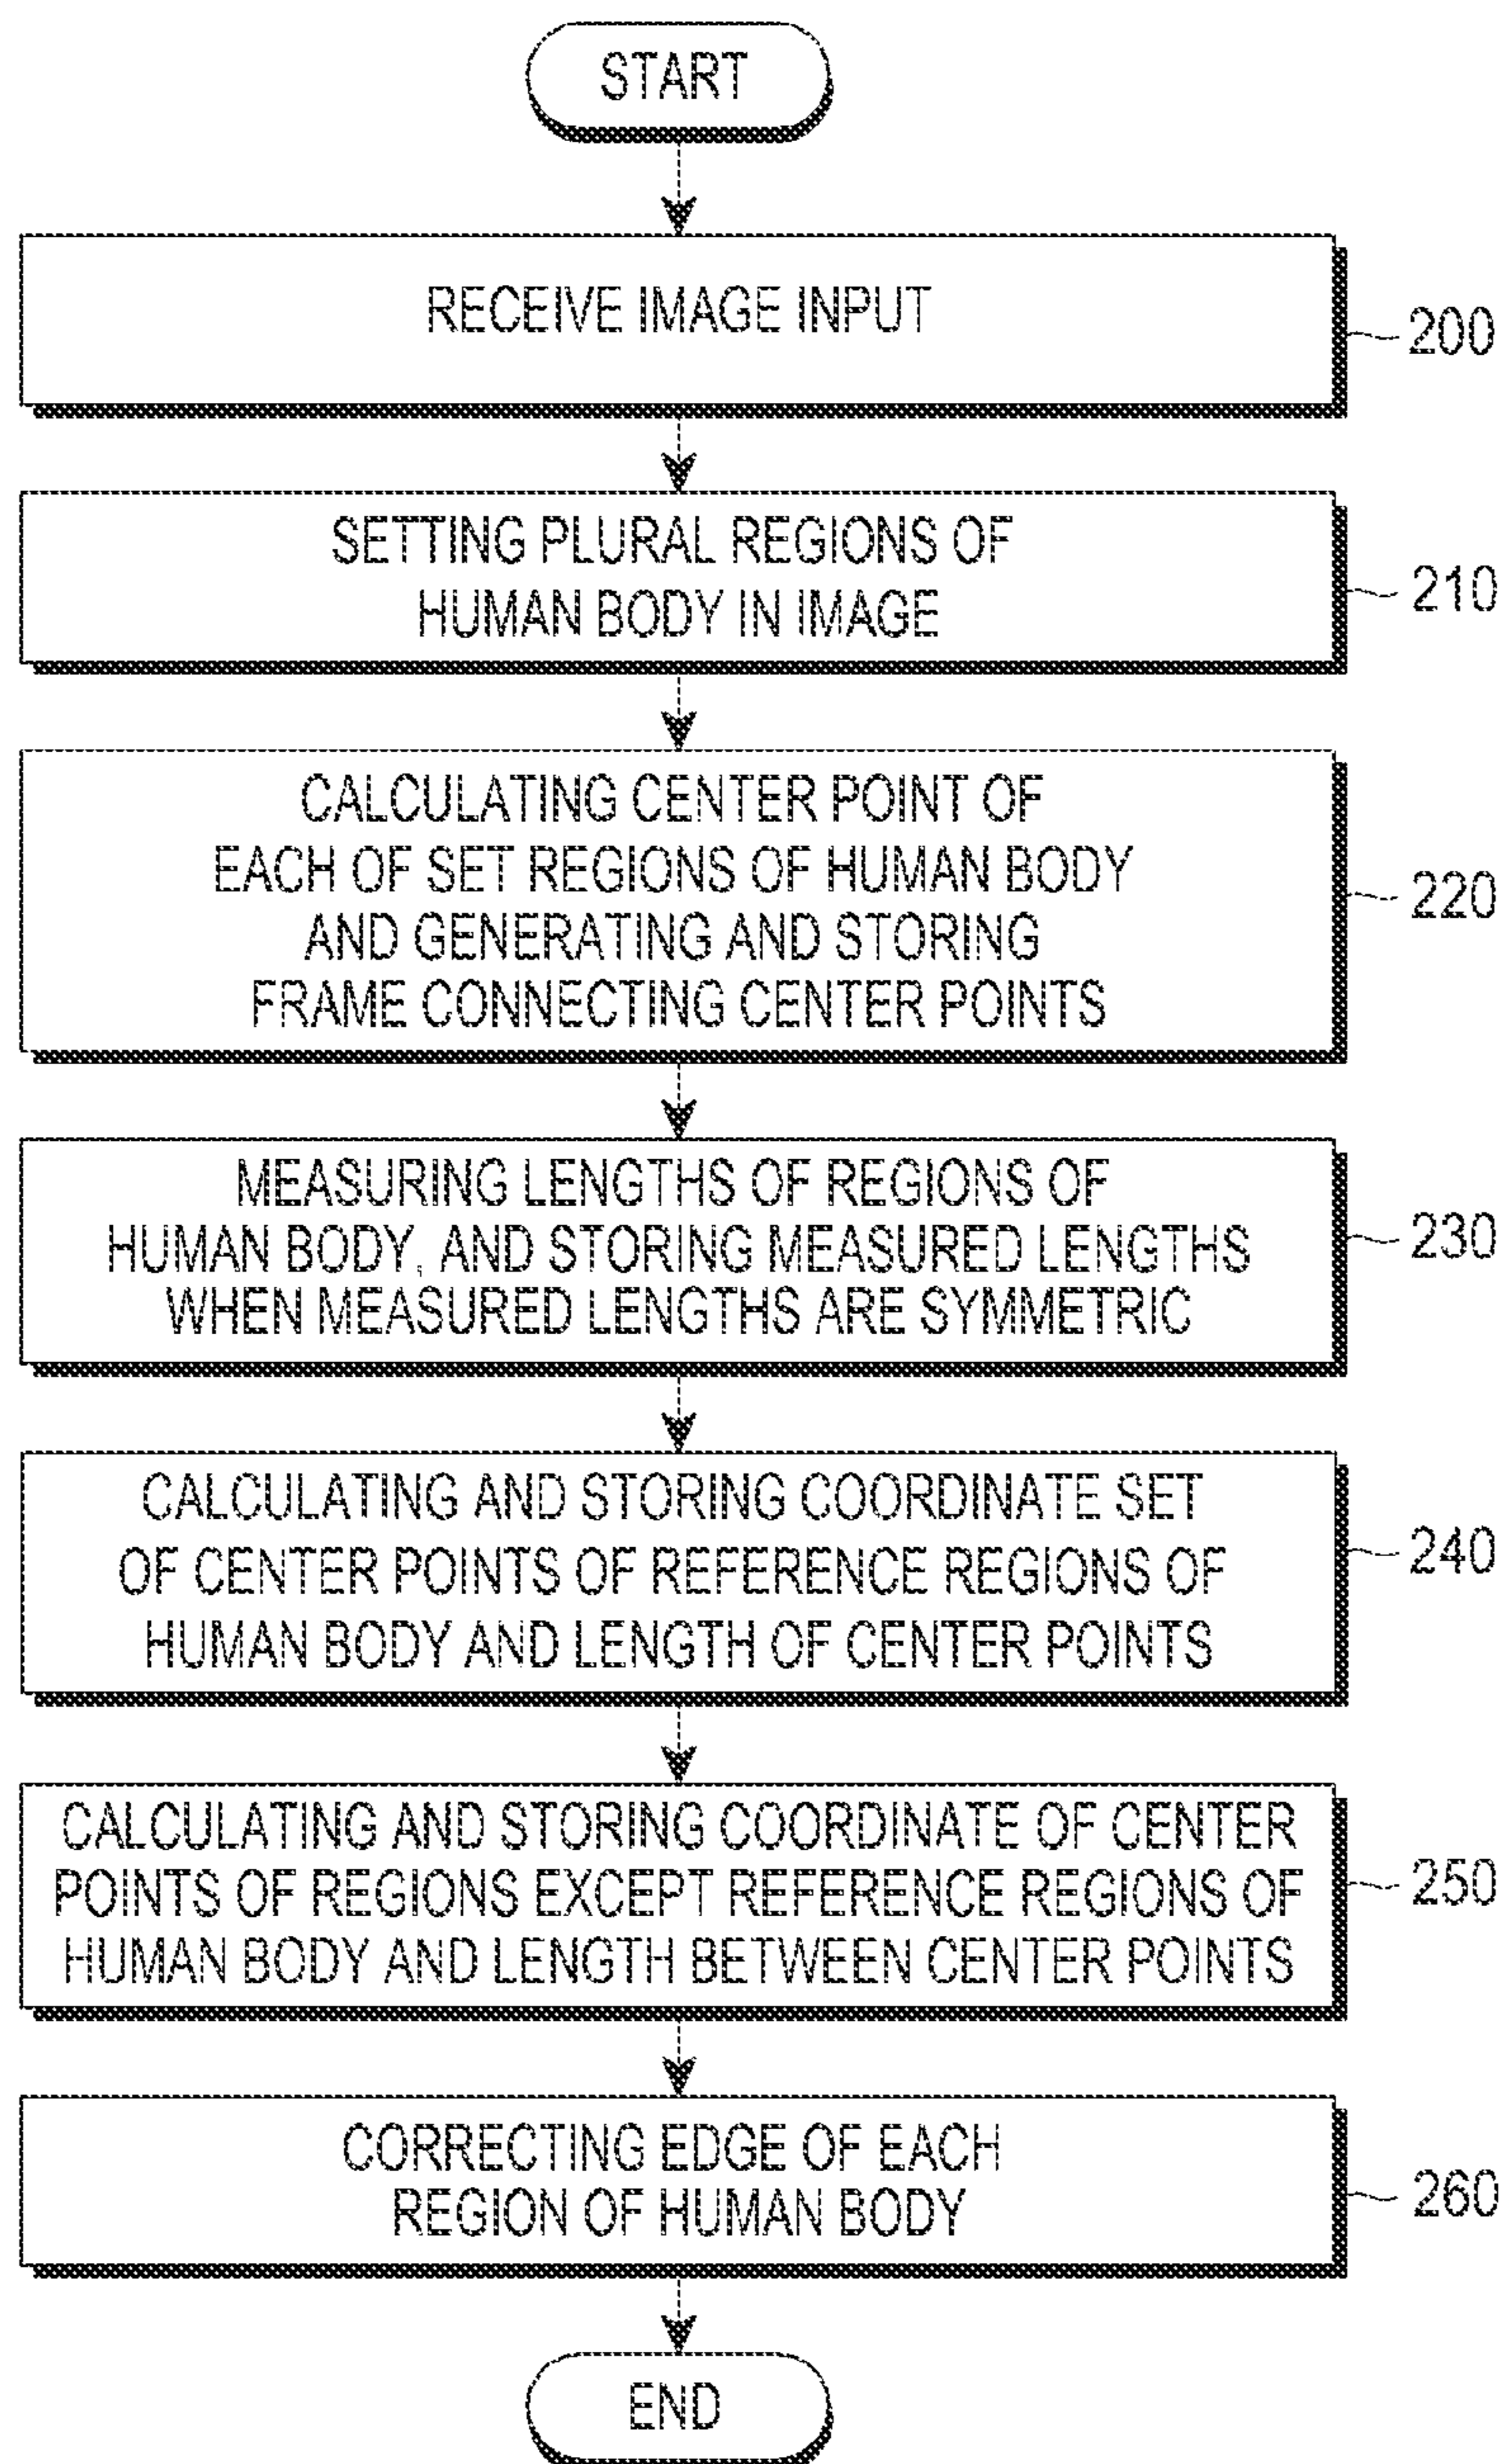 START
RECEIVE IMAGE INPUT
200
SETTING PLURAL REGIONS OF
HUMAN BODY IN IMAGE
210
CALCULATING CENTER POINT OF
EACH OF SET REGIONS OF HUMAN BODY
AND GENERATING AND STORING
FRAME CONNECTING CENTER POINTS
220
MEASURING LENGTHS OF REGIONS OF
HUMAN BODY, AND STORING MEASURED LENGTHS
WHEN MEASURED LENGTHS ARE SYMMETRIC
230
CALCULATING AND STORING COORDINATE SET
OF CENTER POINTS OF REFERENCE REGIONS OF
HUMAN BODY AND LENGTH OF CENTER POINTS
240
CALCULATING AND STORING COORDINATE OF CENTER
POINTS OF REGIONS EXCEPT REFERENCE REGIONS OF
HUMAN BODY AND LENGTH BETWEEN CENTER POINTS
250
CORRECTING EDGE OF EACH
REGION OF HUMAN BODY
260
END